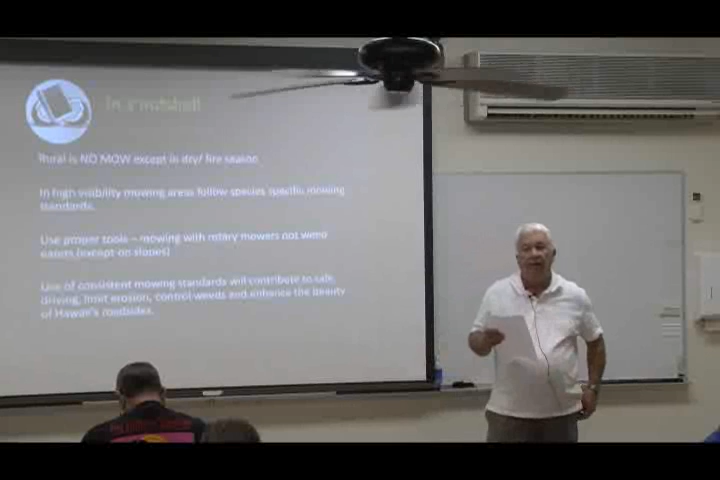 In a nutshell
Rural is NO MOW except in dry/ fire season
In high visibility mowing areas follow species specific mowing
standards.
Use proper tools – mowing with rotary mowers not weed
eaters (except on slopes)
Use of consistent mowing standards will contribute to safe
driving, limit erosion, control weeds and enhance the beauty
of Hawaii's roadsides.